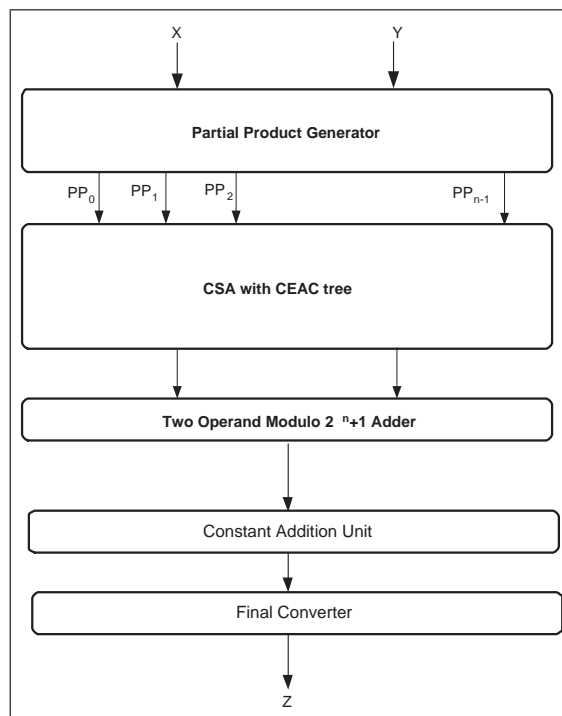 X Y
Partial Product Generator
PP0 PP1 PP2 PPn-1
CSA with CEAC tree
Two Operand Modulo 2 n+1 Adder
Constant Addition Unit
Final Converter
Z